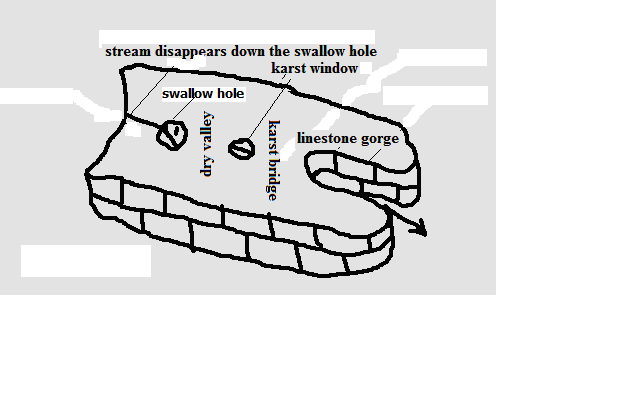 stream disappears down the swallow hole
karst window
swallow hole
dry valley
karst bridge
linestone gorge